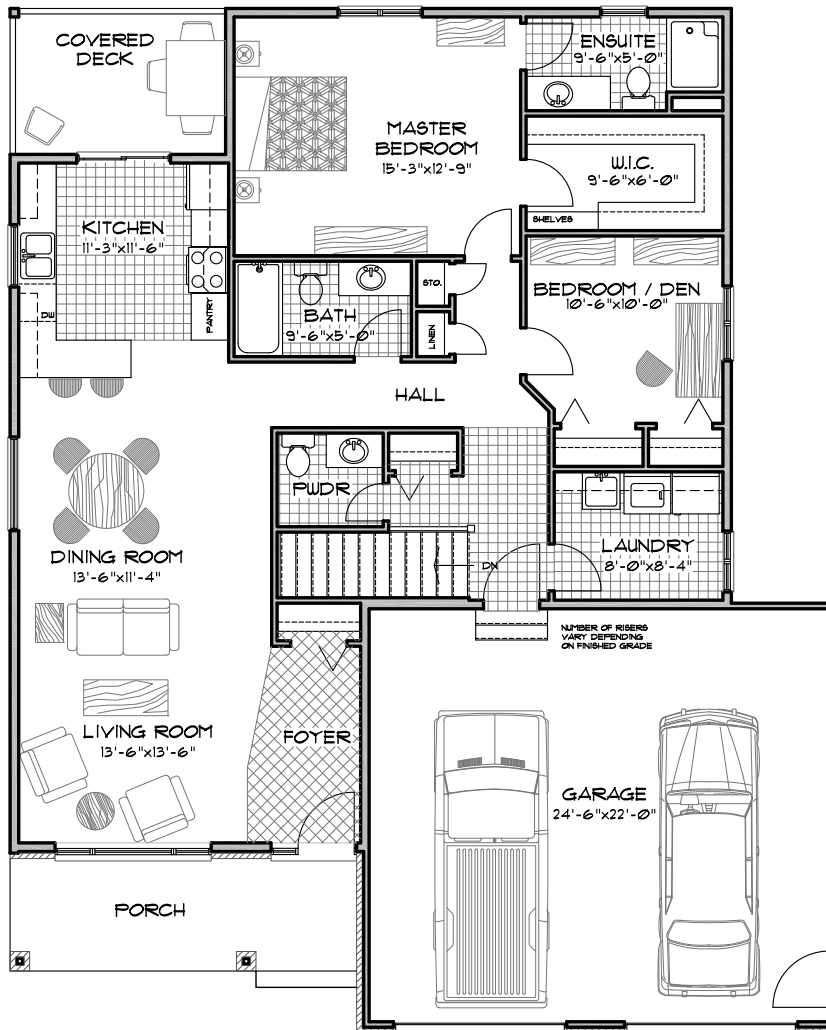 COVERED
DECK
ENSUITE
9'-6"x5'-0"
MASTER
BEDROOM
15'-3"x12'-9"
W.I.C.
9'-6"x6'-0"
SHELVES
KITCHEN
11'-3"x11'-6"
PANTRY
STO.
BEDROOM / DEN
10'-6"x10'-0"
BATH
9'-6"x5'-0"
LINEN
HALL
PWDR
DINING ROOM
13'-6"x11'-4"
DN
LAUNDRY
8'-0"x8'-4"
NUMBER OF RISERS
VARY DEPENDING
ON FINISHED GRADE
LIVING ROOM
13'-6"x13'-6"
FOYER
GARAGE
24'-6"x22'-0"
PORCH